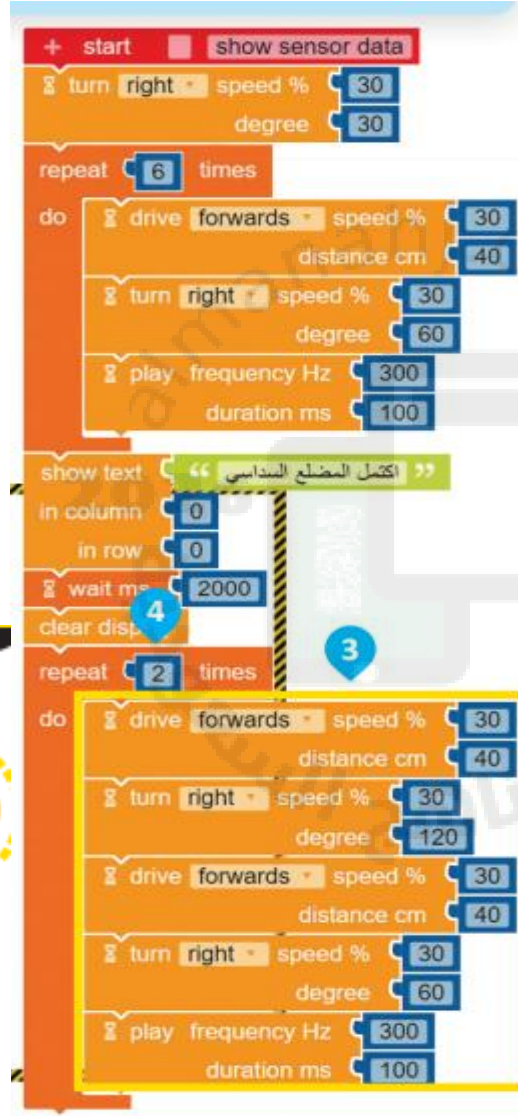 + start show sensor data
turn right speed % 30
degree 30
repeat 6 times
do drive forwards speed % 30
distance cm 40
turn right speed % 30
degree 60
play frequency Hz 300
duration ms 100
show text “ اكتمل المضلع السداسي ”
in column 0
in row 0
wait ms 2000
4
clear disp
3
repeat 2 times
do drive forwards speed % 30
distance cm 40
turn right speed % 30
degree 120
drive forwards speed % 30
distance cm 40
turn right speed % 30
degree 60
play frequency Hz 300
duration ms 100